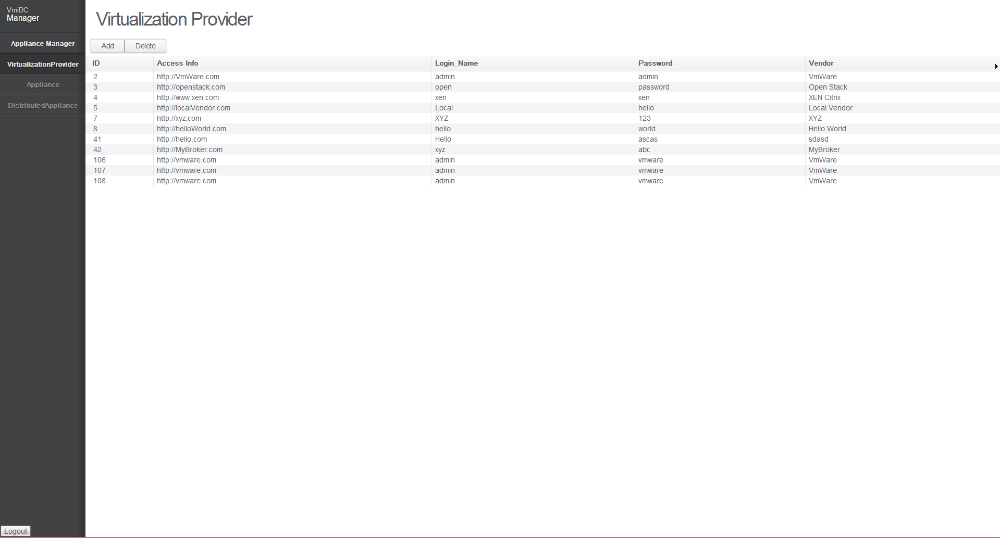 VmiDC
Manager
Appliance Manager
VirtualizationProvider
Appliance
DistributedAppliance
Logout
Virtualization Provider
Add Delete
ID Access Info Login_Name Password Vendor
2 http://VmWare.com admin admin VmWare
3 http://openstack.com open password Open Stack
4 http://www.xen.com xen xen XEN Citrix
5 http://localVendor.com Local hello Local Vendor
7 http://xyz.com XYZ 123 XYZ
8 http://helloWorld.com hello world Hello World
41 http://hello.com Hello ascas sdasd
42 http://MyBroker.com xyz abc MyBroker
106 http://vmware.com admin vmware VmWare
107 http://vmware.com admin vmware VmWare
108 http://vmware.com admin vmware VmWare